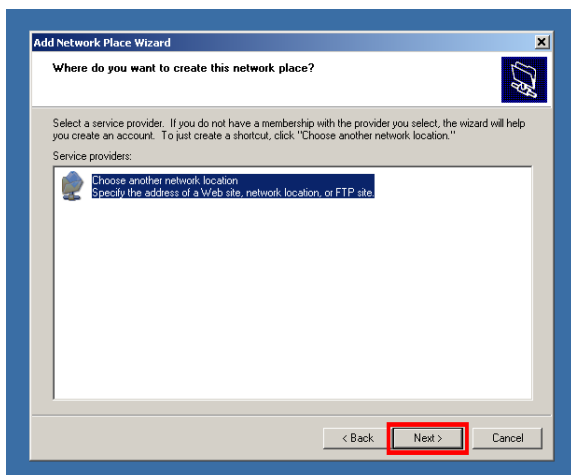 Add Network Place Wizard
Where do you want to create this network place?
Select a service provider. If you do not have a membership with the provider you select, the wizard will help
you create an account. To just create a shortcut, click "Choose another network location."
Service providers:
Choose another network location
Specify the address of a Web site, network location, or FTP site.
< Back
Next >
Cancel